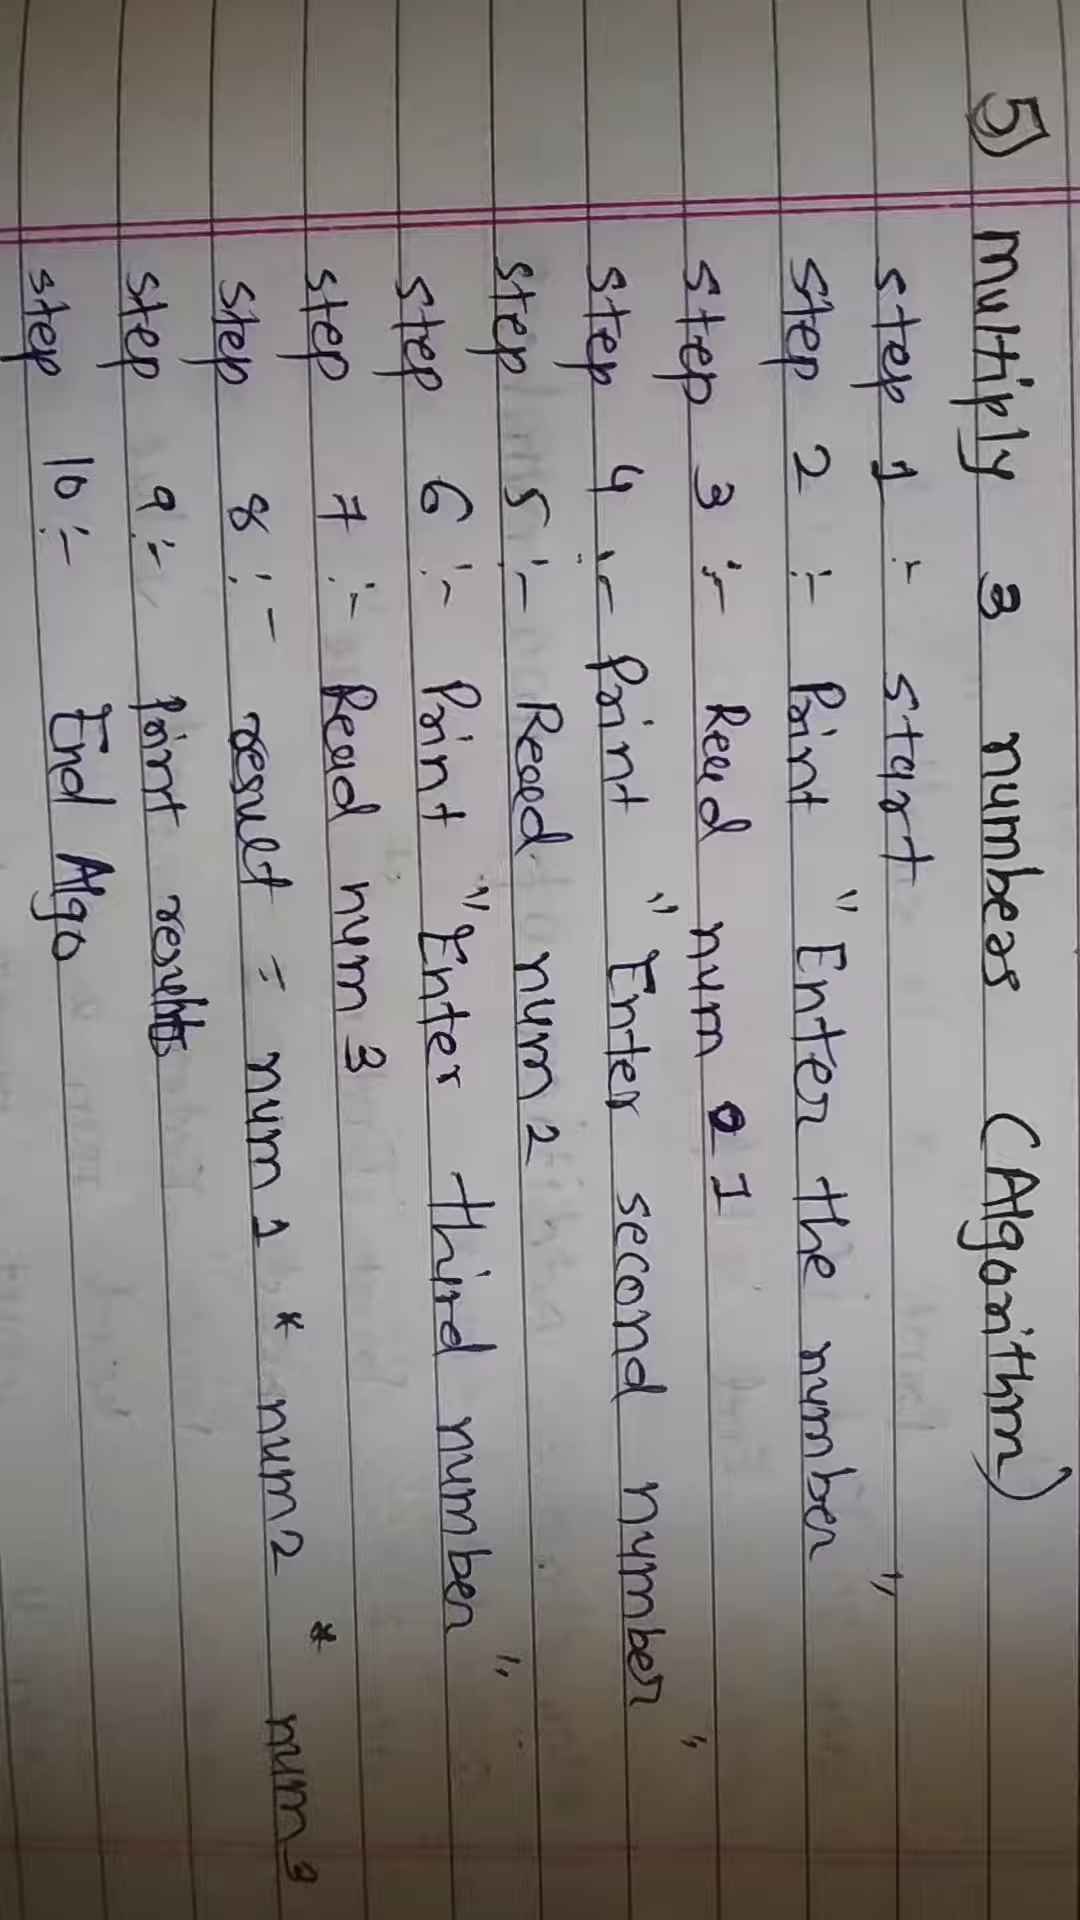 5) multiply 3 numbers (Algorithm)
step 1 :- start
step 2 :- Print "Enter the number"
step 3 :- Read num 1
step 4 :- Print "Enter second number"
step 5 :- Read num 2
step 6 :- Print "Enter third number"
step 7 :- Read num 3
step 8 :- result = num 1 * num 2 * num 3
step 9 :- Print results
step 10 :- End Algo